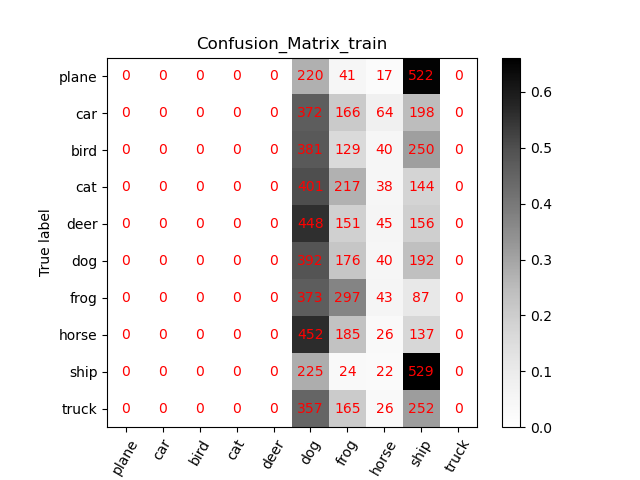 Confusion_Matrix_train
True label
plane 0 0 0 0 0 220 41 17 522 0
car 0 0 0 0 0 372 166 64 198 0
bird 0 0 0 0 0 381 129 40 250 0
cat 0 0 0 0 0 401 217 38 144 0
deer 0 0 0 0 0 448 151 45 156 0
dog 0 0 0 0 0 392 176 40 192 0
frog 0 0 0 0 0 373 297 43 87 0
horse 0 0 0 0 0 452 185 26 137 0
ship 0 0 0 0 0 225 24 22 529 0
truck 0 0 0 0 0 357 165 26 252 0
plane car bird cat deer dog frog horse ship truck
0.6
0.5
0.4
0.3
0.2
0.1
0.0